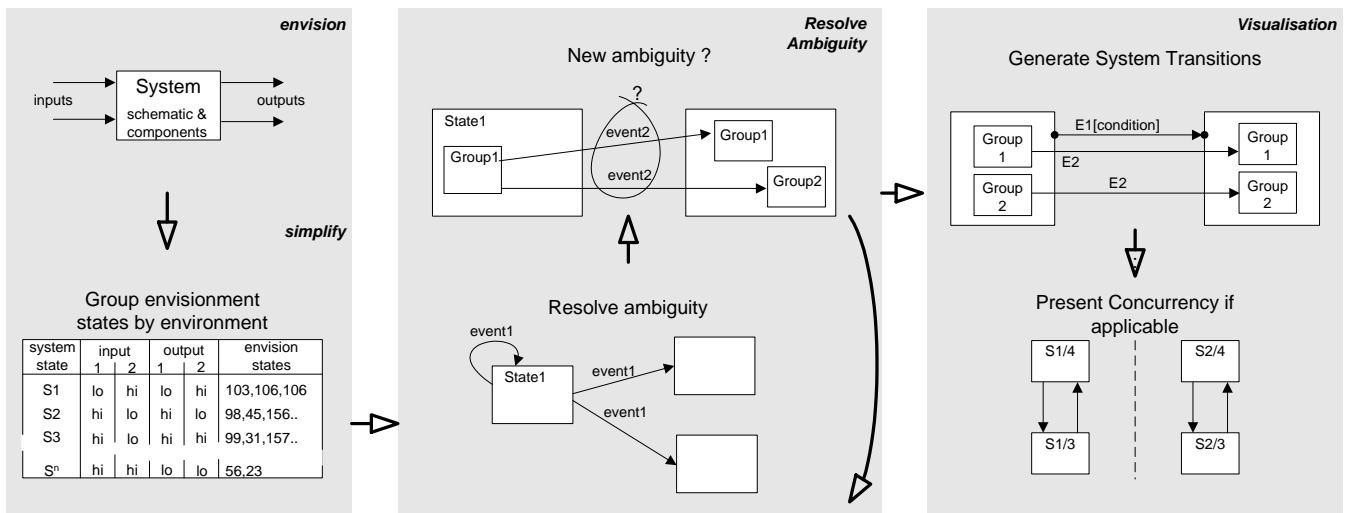 envision
inputs
System
schematic &
components
outputs
simplify
Group envisionment
states by environment
system
state
input
output
envision
states
1 2 1 2
S1 lo hi lo hi 103,106,106
S2 hi lo hi lo 98,45,156..
S3 hi lo hi hi 99,31,157..
Sⁿ hi hi lo lo 56,23
Resolve
Ambiguity
New ambiguity ?
?
State1
Group1
event2
event2
Group1
Group2
Resolve ambiguity
event1
State1
event1
event1
Visualisation
Generate System Transitions
E1[condition]
Group
1
E2
Group
1
Group
2
E2
Group
2
Present Concurrency if
applicable
S1/4
S2/4
S1/3
S2/3